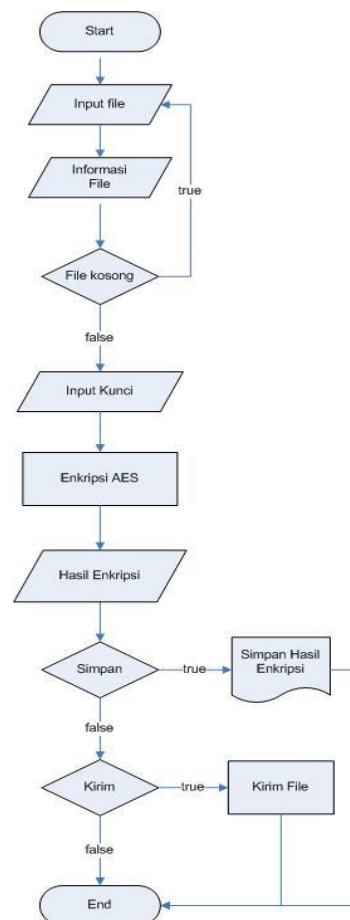 Start
Input file
Informasi
File
true
File kosong
false
Input Kunci
Enkripsi AES
Hasil Enkripsi
Simpan
true
Simpan Hasil
Enkripsi
false
Kirim
true
Kirim File
false
End